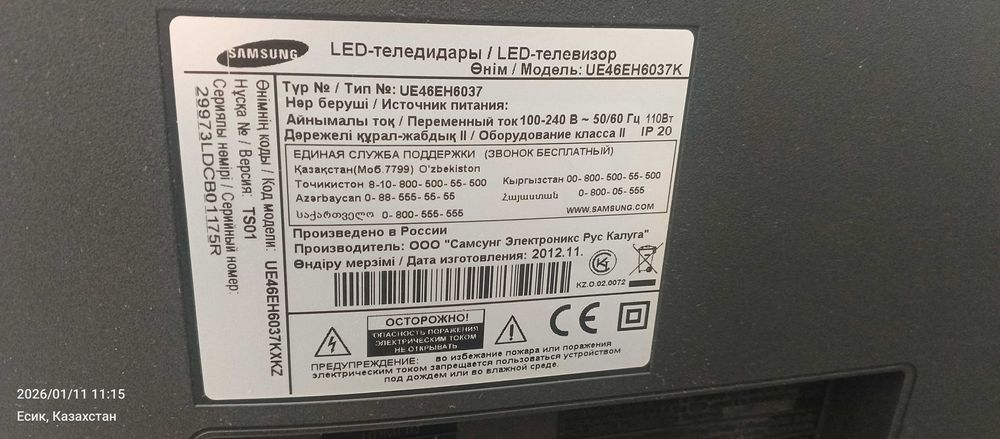 SAMSUNG
LED-теледидары / LED-телевизор
Өнім / Модель: UE46EH6037K
Түр № / Тип №: UE46EH6037
Нәр беруші / Источник питания:
Айнымалы тоқ / Переменный ток 100-240 В ~ 50/60 Гц 110Вт
Дәрежелі құрал-жабдық II / Оборудование класса II IP 20
ЕДИНАЯ СЛУЖБА ПОДДЕРЖКИ (ЗВОНОК БЕСПЛАТНЫЙ)
Қазақстан(Моб.7799) O'zbekiston
Точикистон 8-10-800-500-55-500
Кыргызстан 00-800-500-55-500
Azərbaycan 0-88-555-55-55
Հայաստան 0-800-05-555
საქართველო 0-800-555-555
WWW.SAMSUNG.COM
Произведено в России
Производитель: ООО "Самсунг Электроникс Рус Калуга"
Өндіру мерзімі / Дата изготовления: 2012.11.
KZ.O.02.0072
ОСТОРОЖНО!
ОПАСНОСТЬ ПОРАЖЕНИЯ
ЭЛЕКТРИЧЕСКИМ ТОКОМ
НЕ ОТКРЫВАТЬ
CE
ПРЕДУПРЕЖДЕНИЕ: во избежание пожара или поражения
электрическим током запрещается пользоваться устройством
под дождем или во влажной среде.
Өнімнің коды / Код модели: UE46EH6037KXKZ
Нұсқа № / Версия: TS01
Сериялы нөмірі / Серийный номер:
29973LDCB01175R
2026/01/11 11:15
Есик, Казахстан